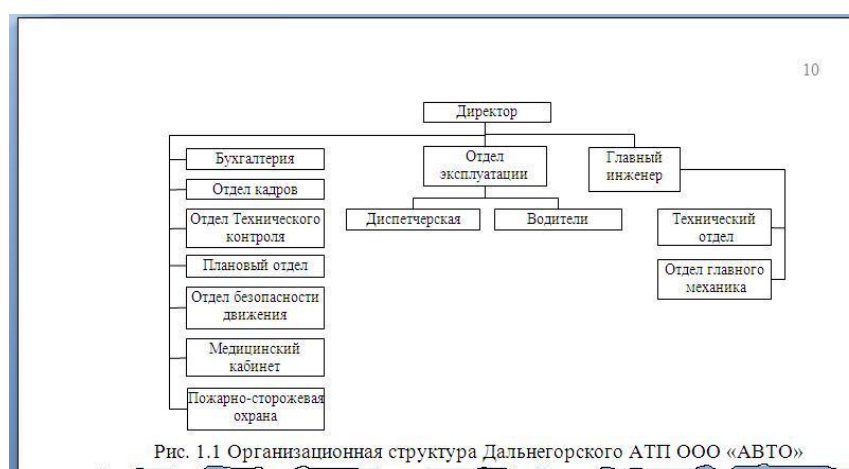 10
Директор
Бухгалтерия
Отдел кадров
Отдел Технического
контроля
Плановый отдел
Отдел безопасности
движения
Медицинский
кабинет
Пожарно-сторожевая
охрана
Отдел
эксплуатации
Диспетчерская
Водители
Главный
инженер
Технический
отдел
Отдел главного
механика
Рис. 1.1 Организационная структура Дальнегорского АТП ООО «АВТО»